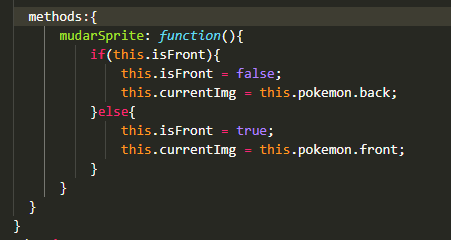 methods:{
mudarSprite: function(){
if(this.isFront){
this.isFront = false;
this.currentImg = this.pokemon.back;
}else{
this.isFront = true;
this.currentImg = this.pokemon.front;
}
}
}
}